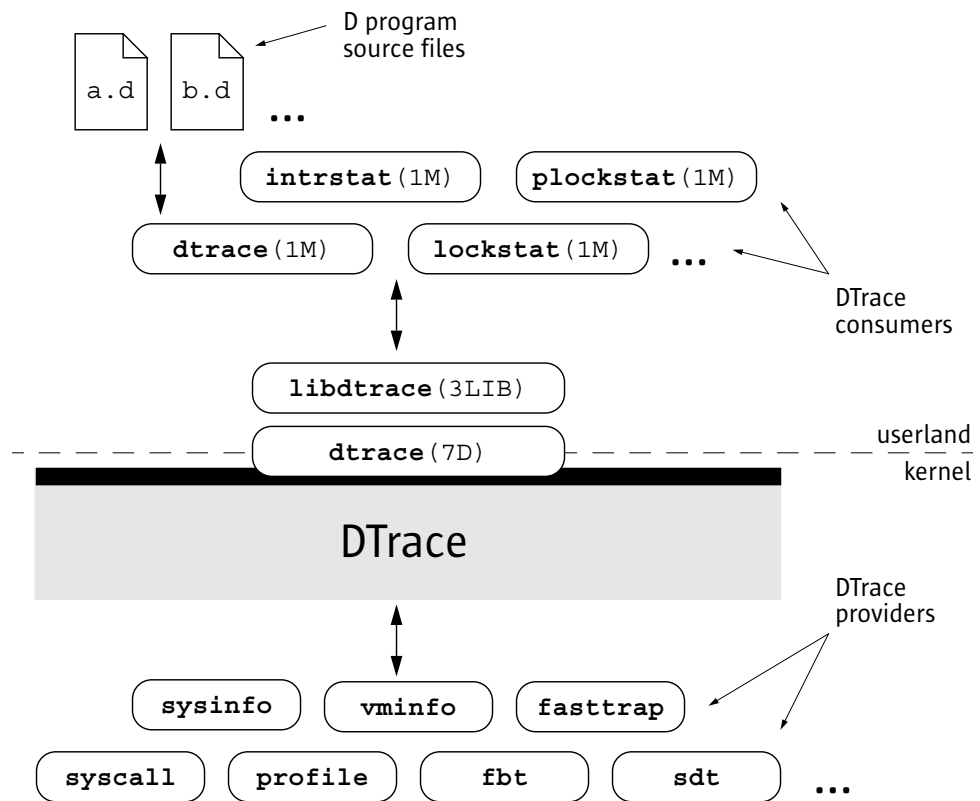 D program
source files
a.d
b.d
...
intrstat(1M)
plockstat(1M)
dtrace(1M)
lockstat(1M)
...
DTrace
consumers
libdtrace(3LIB)
userland
dtrace(7D)
kernel
DTrace
DTrace
providers
sysinfo
vminfo
fasttrap
syscall
profile
fbt
sdt
...